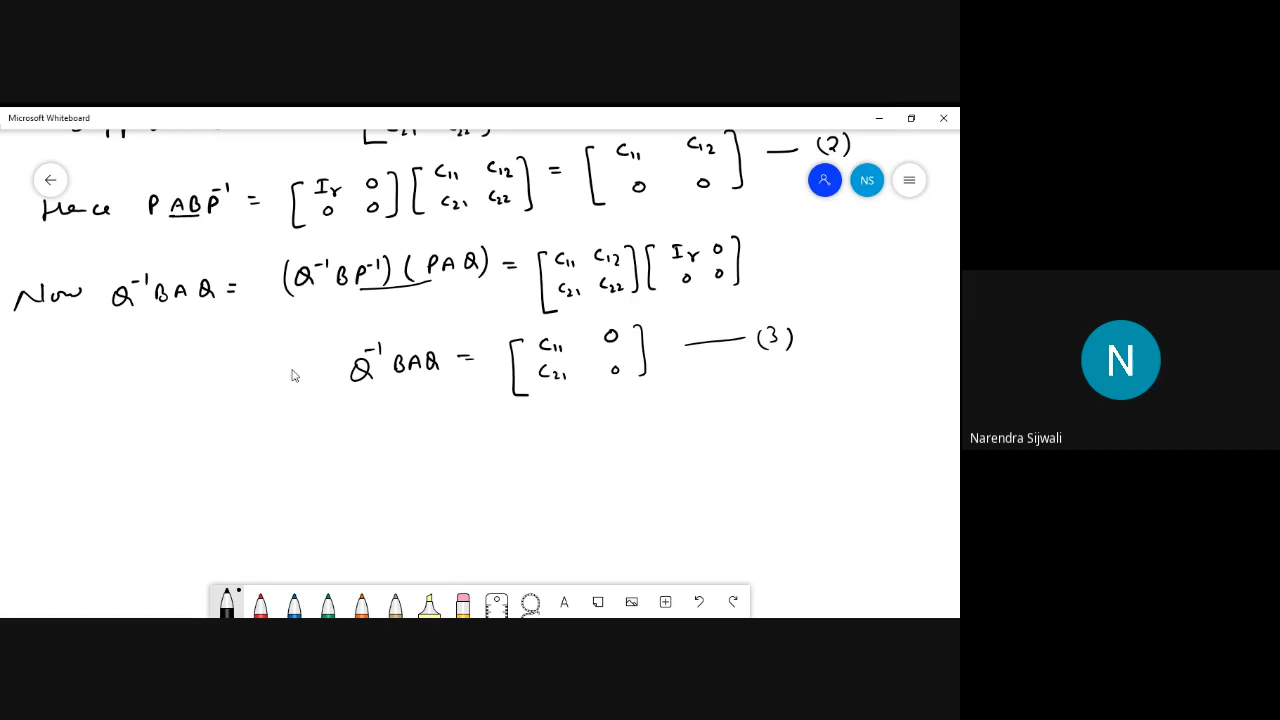 Microsoft Whiteboard
[C₂₁ C₂₂]
Hence PABP⁻¹ = [Iᵣ 0; 0 0] [C₁₁ C₁₂; C₂₁ C₂₂] = [C₁₁ C₁₂; 0 0] — (2)
NS
Now Q⁻¹BAQ = (Q⁻¹BP⁻¹)(PAQ) = [C₁₁ C₁₂; C₂₁ C₂₂] [Iᵣ 0; 0 0]
Q⁻¹BAQ = [C₁₁ 0; C₂₁ 0] — (3)
N
Narendra Sijwali
A